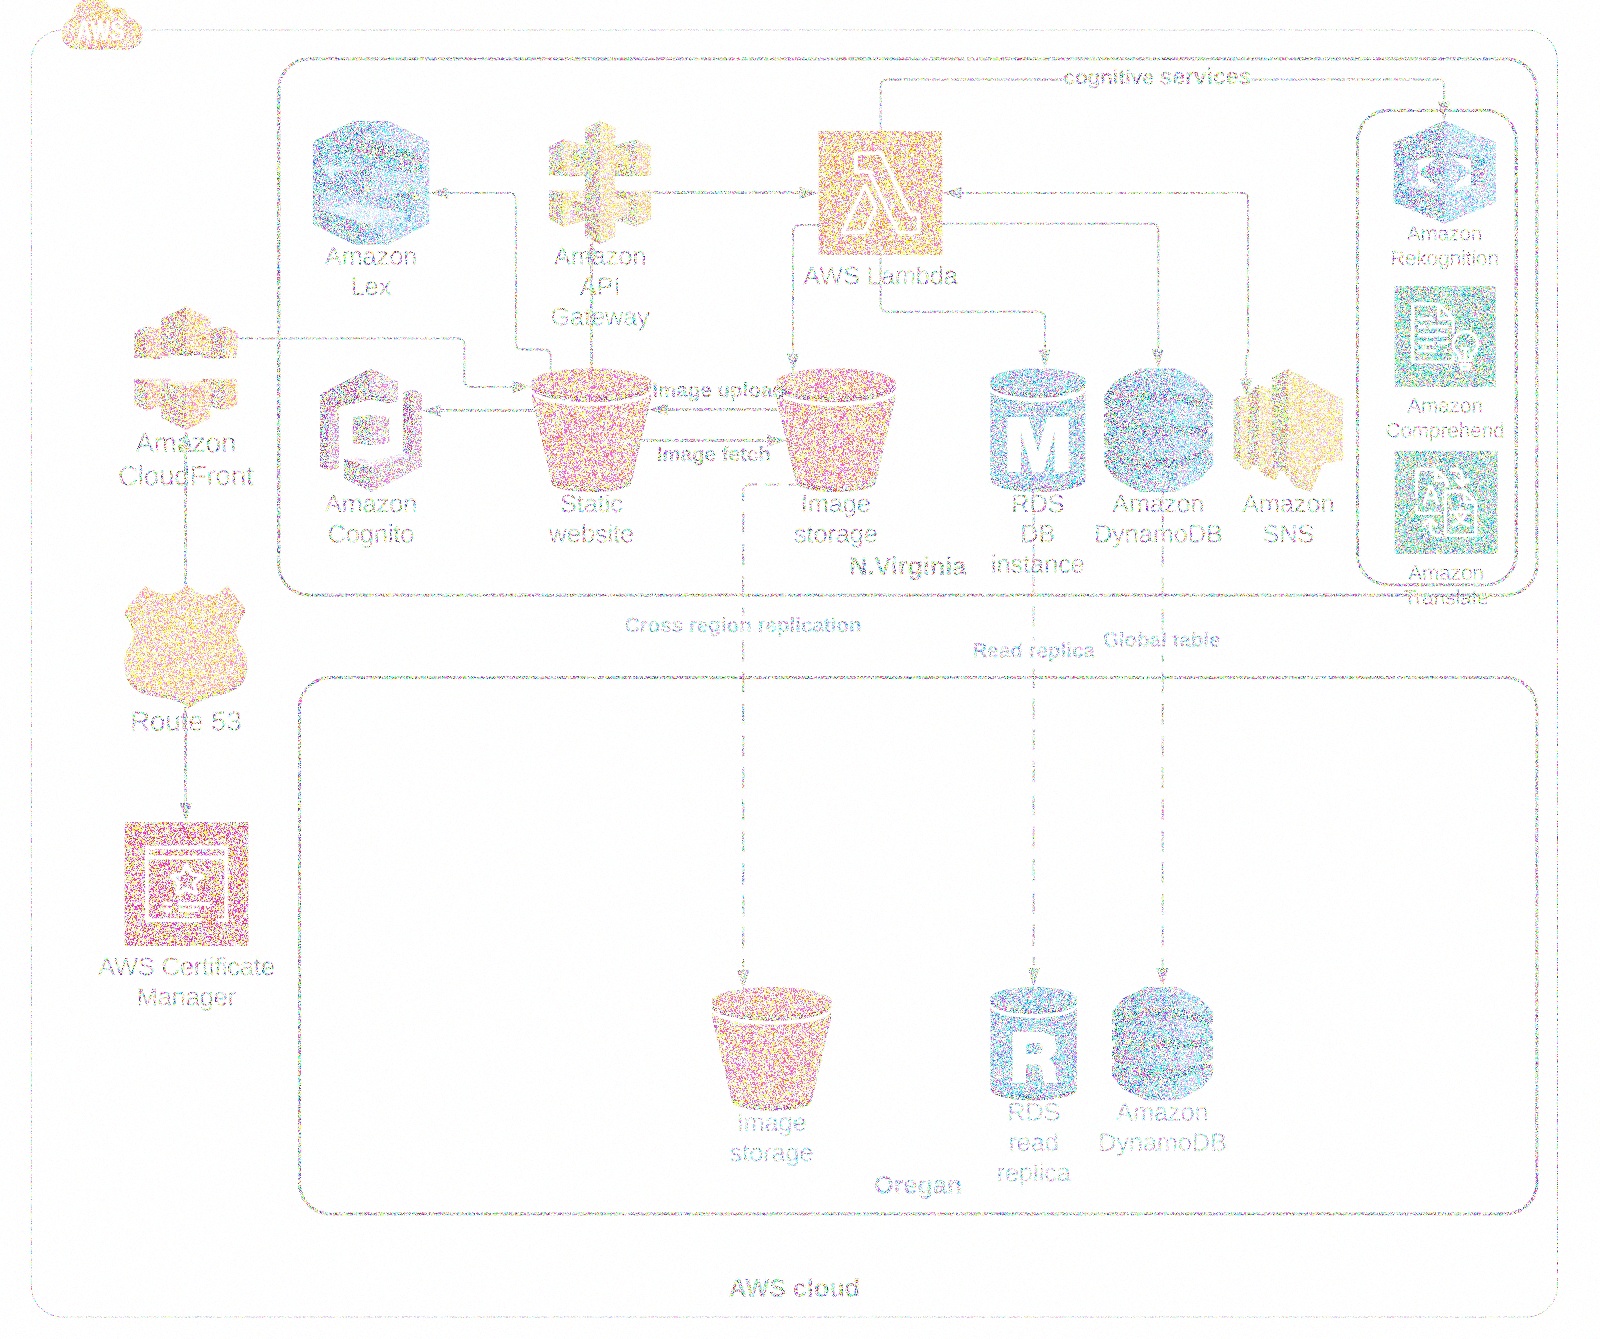 AWS
cognitive services
Amazon
Lex
Amazon
API
Gateway
AWS Lambda
Amazon
Rekognition
Amazon
Comprehend
Amazon
Translate
Amazon
CloudFront
Image upload
Image fetch
Amazon
Cognito
Static
website
Image
storage
RDS
DB
instance
M
Amazon
DynamoDB
Amazon
SNS
N.Virginia
Cross region replication
Read replica
Global table
Route 53
AWS Certificate
Manager
Image
storage
R
RDS
read
replica
Amazon
DynamoDB
Oregan
AWS cloud